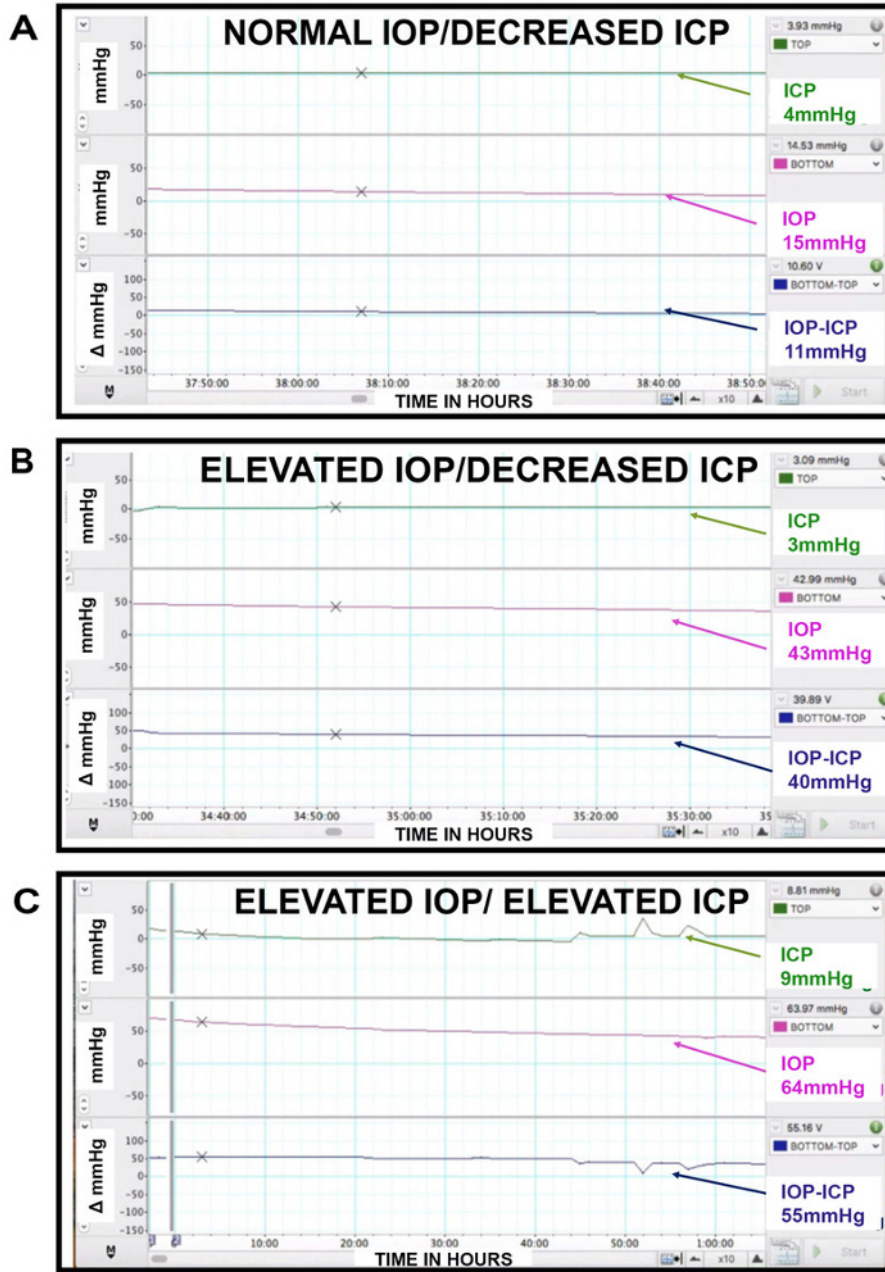 A
NORMAL IOP/DECREASED ICP
mmHg
50
0
-50
3.93 mmHg
TOP
ICP
4mmHg
mmHg
50
0
-50
14.53 mmHg
BOTTOM
IOP
15mmHg
Δ mmHg
100
50
0
-50
-100
-150
10.60 V
BOTTOM-TOP
IOP-ICP
11mmHg
37:50:00 38:00:00 38:10:00 38:20:00 38:30:00 38:40:00 38:50:00
M
TIME IN HOURS
x10
Start
B
ELEVATED IOP/DECREASED ICP
mmHg
50
0
-50
3.09 mmHg
TOP
ICP
3mmHg
mmHg
50
0
-50
42.99 mmHg
BOTTOM
IOP
43mmHg
Δ mmHg
100
50
0
-50
-100
-150
39.89 V
BOTTOM-TOP
IOP-ICP
40mmHg
0:00 34:40:00 34:50:00 35:00:00 35:10:00 35:20:00 35:30:00 35
M
TIME IN HOURS
x10
Start
C
ELEVATED IOP/ ELEVATED ICP
mmHg
50
0
-50
8.81 mmHg
TOP
ICP
9mmHg
mmHg
50
0
-50
63.97 mmHg
BOTTOM
IOP
64mmHg
Δ mmHg
100
50
0
-50
-100
-150
55.16 V
BOTTOM-TOP
IOP-ICP
55mmHg
10:00 20:00 30:00 40:00 50:00 1:00:00
M
TIME IN HOURS
x10
Start